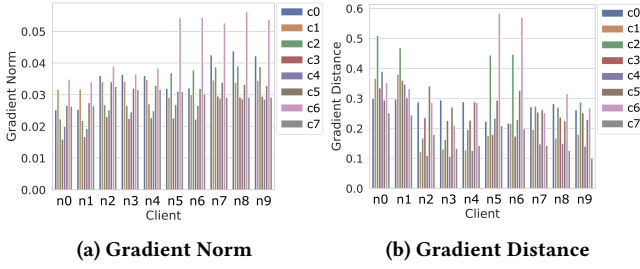 Gradient Norm
0.05
0.04
0.03
0.02
0.01
0.00
n0 n1 n2 n3 n4 n5 n6 n7 n8 n9
Client
c0
c1
c2
c3
c4
c5
c6
c7
(a) Gradient Norm
Gradient Distance
0.6
0.5
0.4
0.3
0.2
0.1
0.0
n0 n1 n2 n3 n4 n5 n6 n7 n8 n9
Client
c0
c1
c2
c3
c4
c5
c6
c7
(b) Gradient Distance